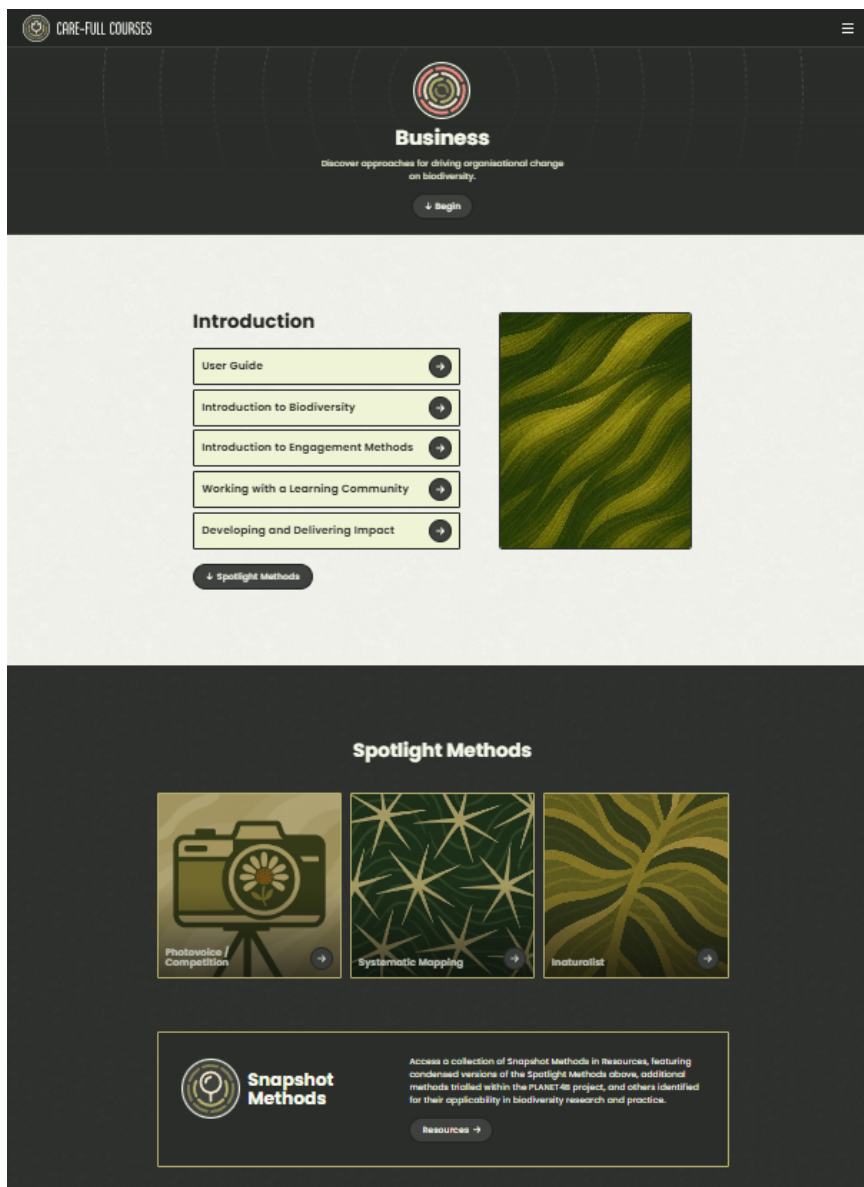 CARE-FULL COURSES
Business
Discover approaches for driving organisational change
on biodiversity.
↓ Begin
Introduction
User Guide
Introduction to Biodiversity
Introduction to Engagement Methods
Working with a Learning Community
Developing and Delivering Impact
↓ Spotlight Methods
Spotlight Methods
Photovoice /
Competition
Systematic Mapping
Inaturalist
Snapshot
Methods
Access a collection of Snapshot Methods in Resources, featuring
condensed versions of the Spotlight Methods above, additional
methods trialled within the PLANET4B project, and others identified
for their applicability in biodiversity research and practice.
Resources →